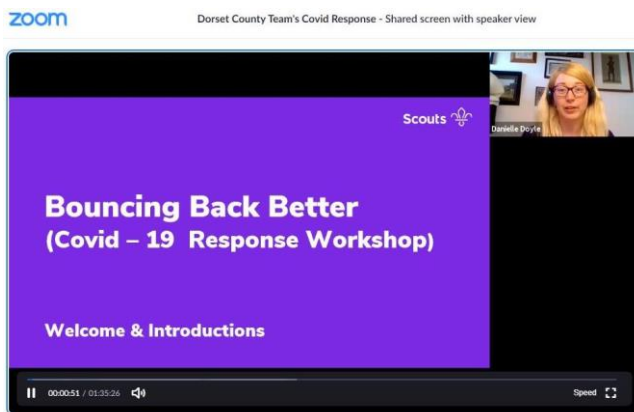 zoom
Dorset County Team's Covid Response - Shared screen with speaker view
Scouts
Danielle Doyle
Bouncing Back Better
(Covid – 19 Response Workshop)
Welcome & Introductions
00:00:51 / 01:35:26
Speed